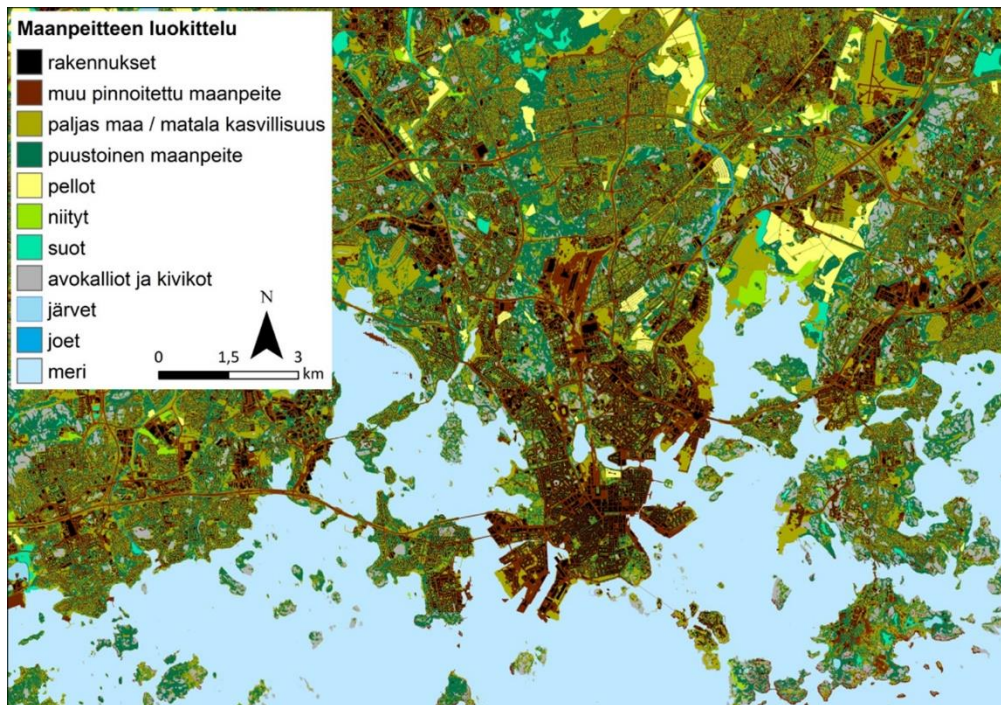 Maanpeitteen luokittelu
rakennukset
muu pinnoitettu maanpeite
paljas maa / matala kasvillisuus
puustoinen maanpeite
pellot
niityt
suot
avokalliot ja kivikot
järvet
joet
meri
N
0 1,5 3
km